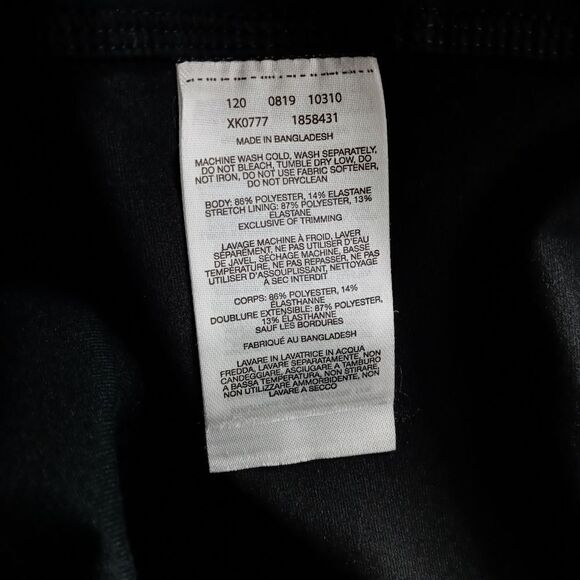 120 0819 10310
XK0777 1858431
MADE IN BANGLADESH
MACHINE WASH COLD, WASH SEPARATELY,
DO NOT BLEACH, TUMBLE DRY LOW, DO
NOT IRON, DO NOT USE FABRIC SOFTENER,
DO NOT DRYCLEAN
BODY: 86% POLYESTER, 14% ELASTANE
STRETCH LINING: 87% POLYESTER, 13%
ELASTANE
EXCLUSIVE OF TRIMMING
LAVAGE MACHINE À FROID, LAVER
SÉPAREMENT, NE PAS UTILISER D'EAU
DE JAVEL, SÉCHAGE MACHINE, BASSE
TEMPÉRATURE, NE PAS REPASSER, NE PAS
UTILISER D'ASSOUPLISSANT, NETTOYAGE
A SEC INTERDIT
CORPS: 86% POLYESTER, 14%
ÉLASTHANNE
DOUBLURE EXTENSIBLE: 87% POLYESTER,
13% ÉLASTHANNE
SAUF LES BORDURES
FABRIQUÉ AU BANGLADESH
LAVARE IN LAVATRICE IN ACQUA
FREDDA, LAVARE SEPARATAMENTE, NON
CANDEGGIARE, ASCIUGARE A TAMBURO
A BASSA TEMPERATURA, NON STIRARE,
NON UTILIZZARE AMMORBIDENTE, NON
LAVARE A SECCO